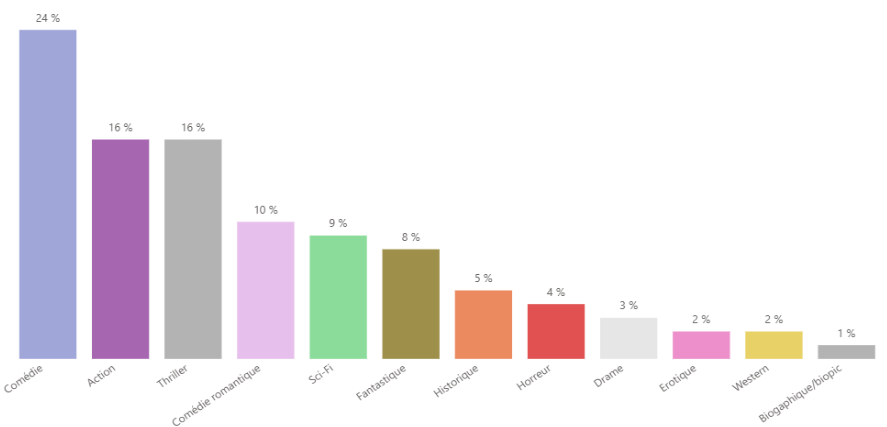 24 %
16 %
16 %
10 %
9 %
8 %
5 %
4 %
3 %
2 %
2 %
1 %
Comédie
Action
Thriller
Comédie romantique
Sci-Fi
Fantastique
Historique
Horreur
Drame
Erotique
Western
Biogaphique/biopic